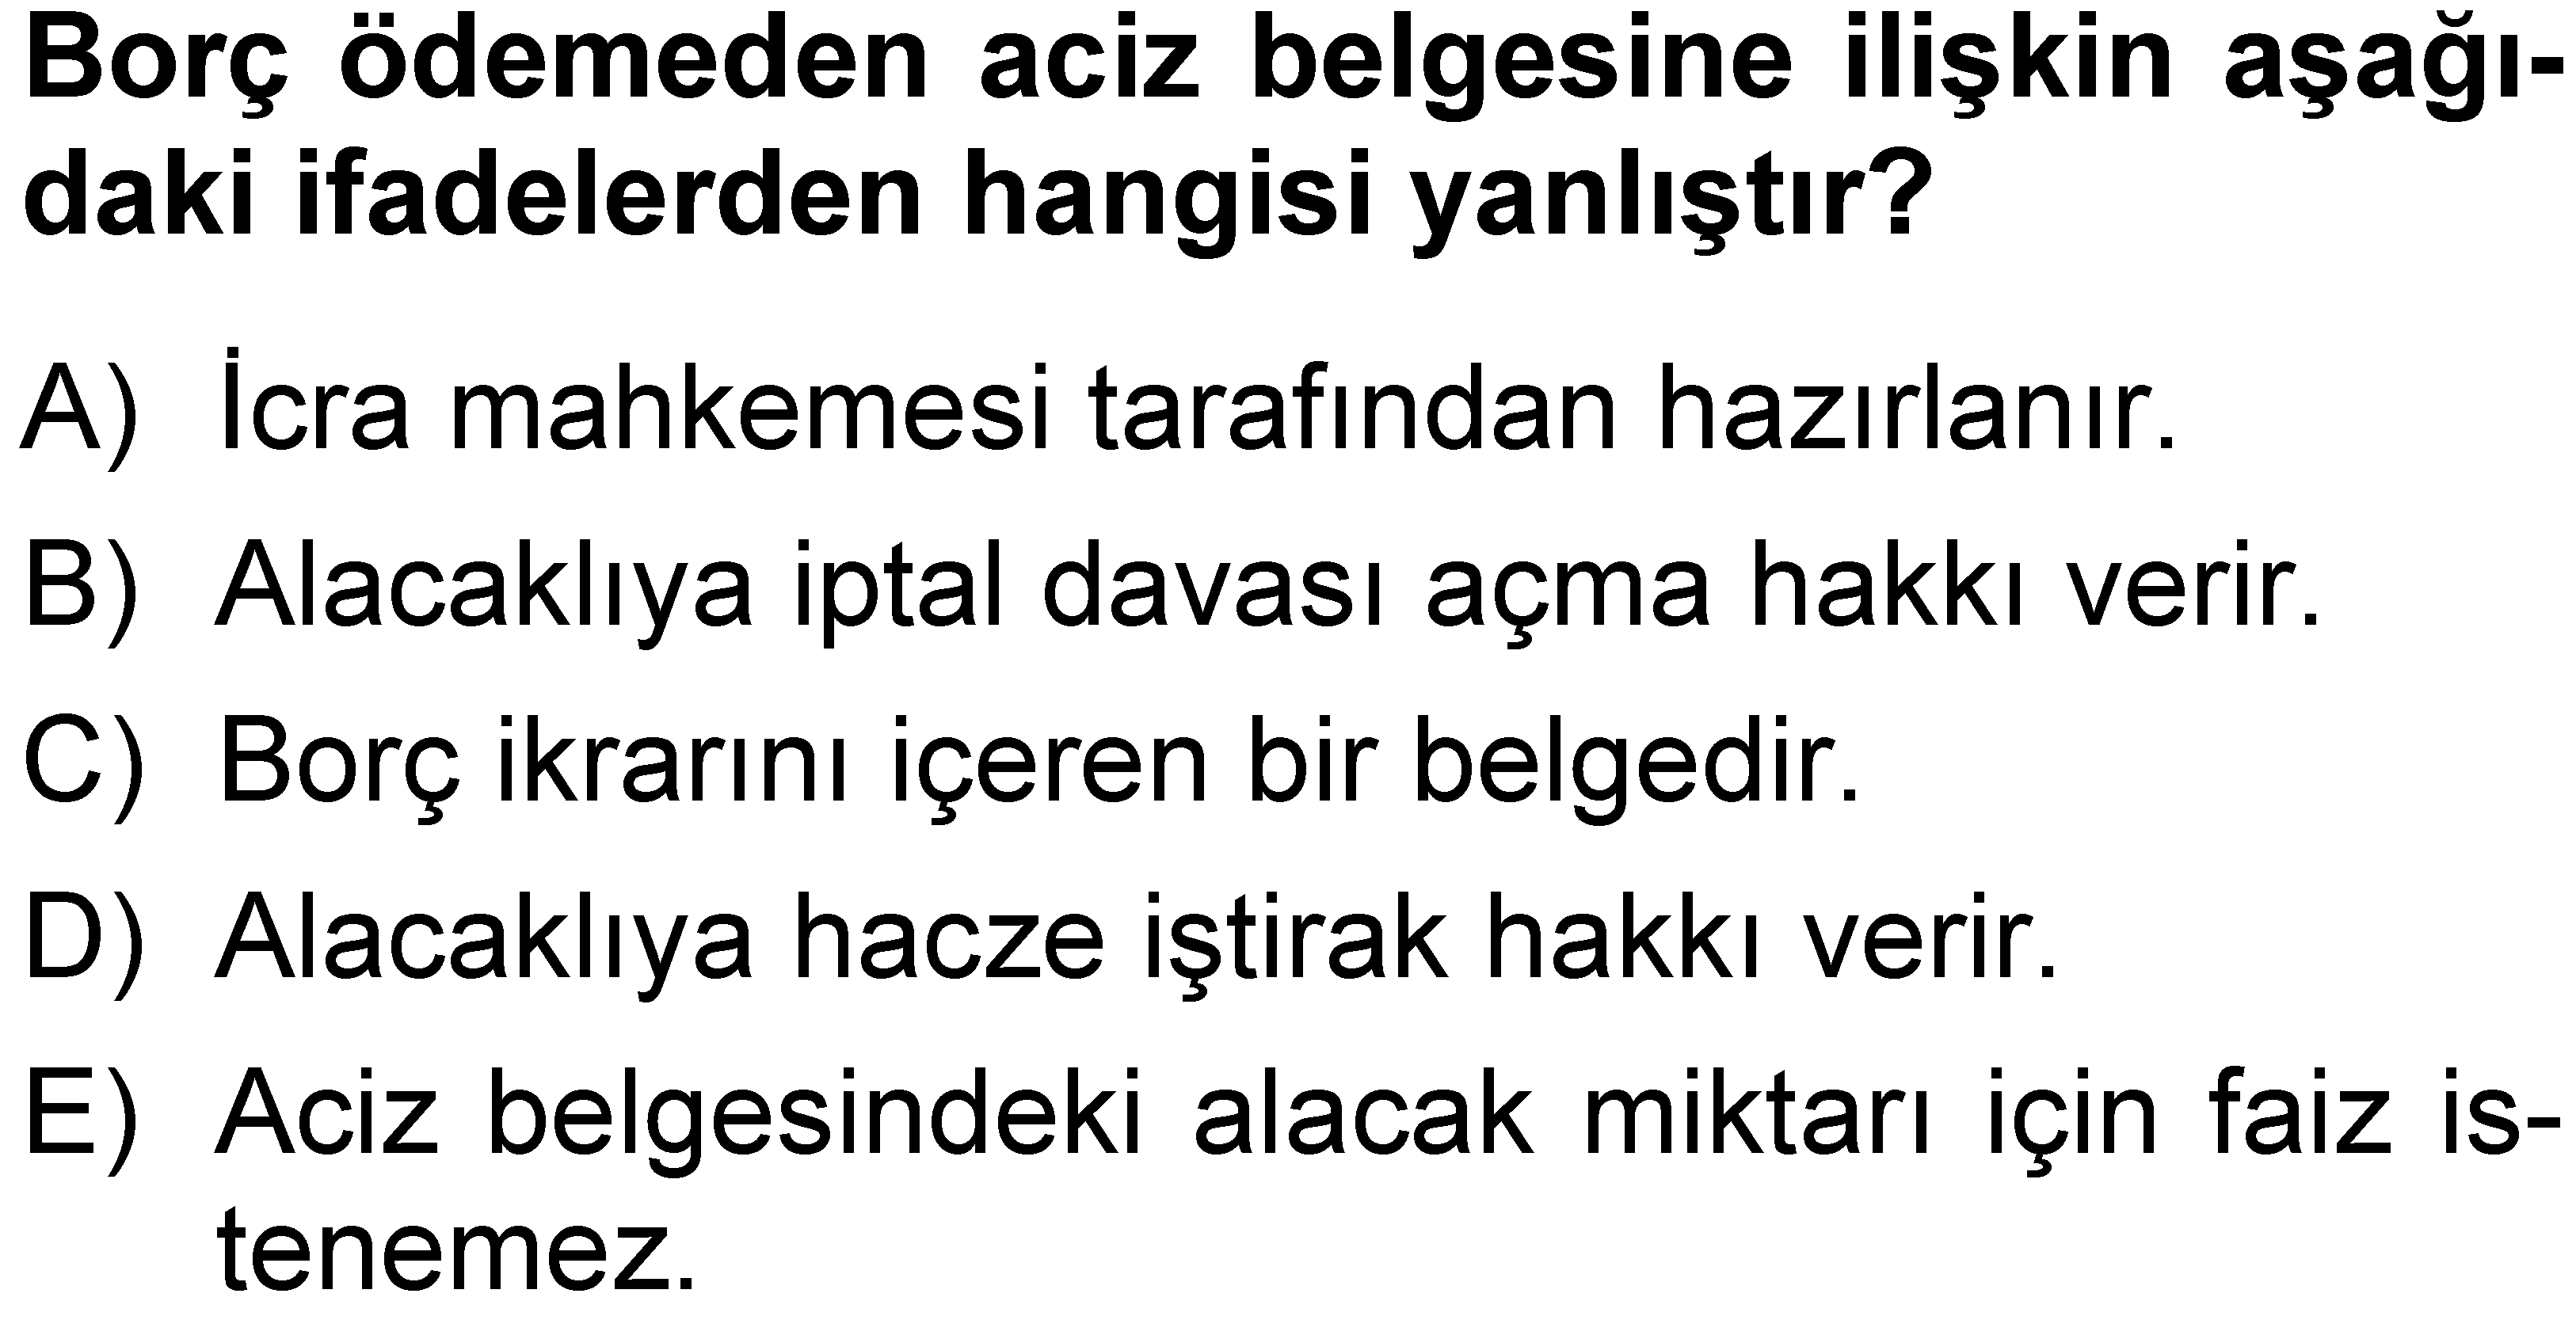 Borç ödemeden aciz belgesine ilişkin aşağı-
daki ifadelerden hangisi yanlıştır?
A) İcra mahkemesi tarafından hazırlanır.
B) Alacaklıya iptal davası açma hakkı verir.
C) Borç ikrarını içeren bir belgedir.
D) Alacaklıya hacze iştirak hakkı verir.
E) Aciz belgesindeki alacak miktarı için faiz is-
tenemez.